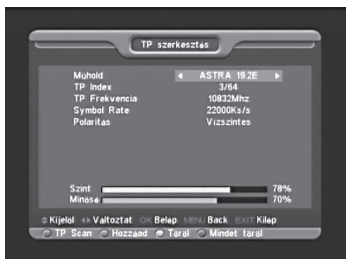 TP szerkesztés
Műhold ASTRA 19.2E
TP Index 3/64
TP Frekvencia 10832Mhz
Symbol Rate 22000Ks/s
Polaritás Vízszintes
Szint 78%
Minőség 70%
Kijelöl Változtat OK Belép MENU Back EXIT Kilép
TP Scan Hozzáad Töröl Mindet töröl